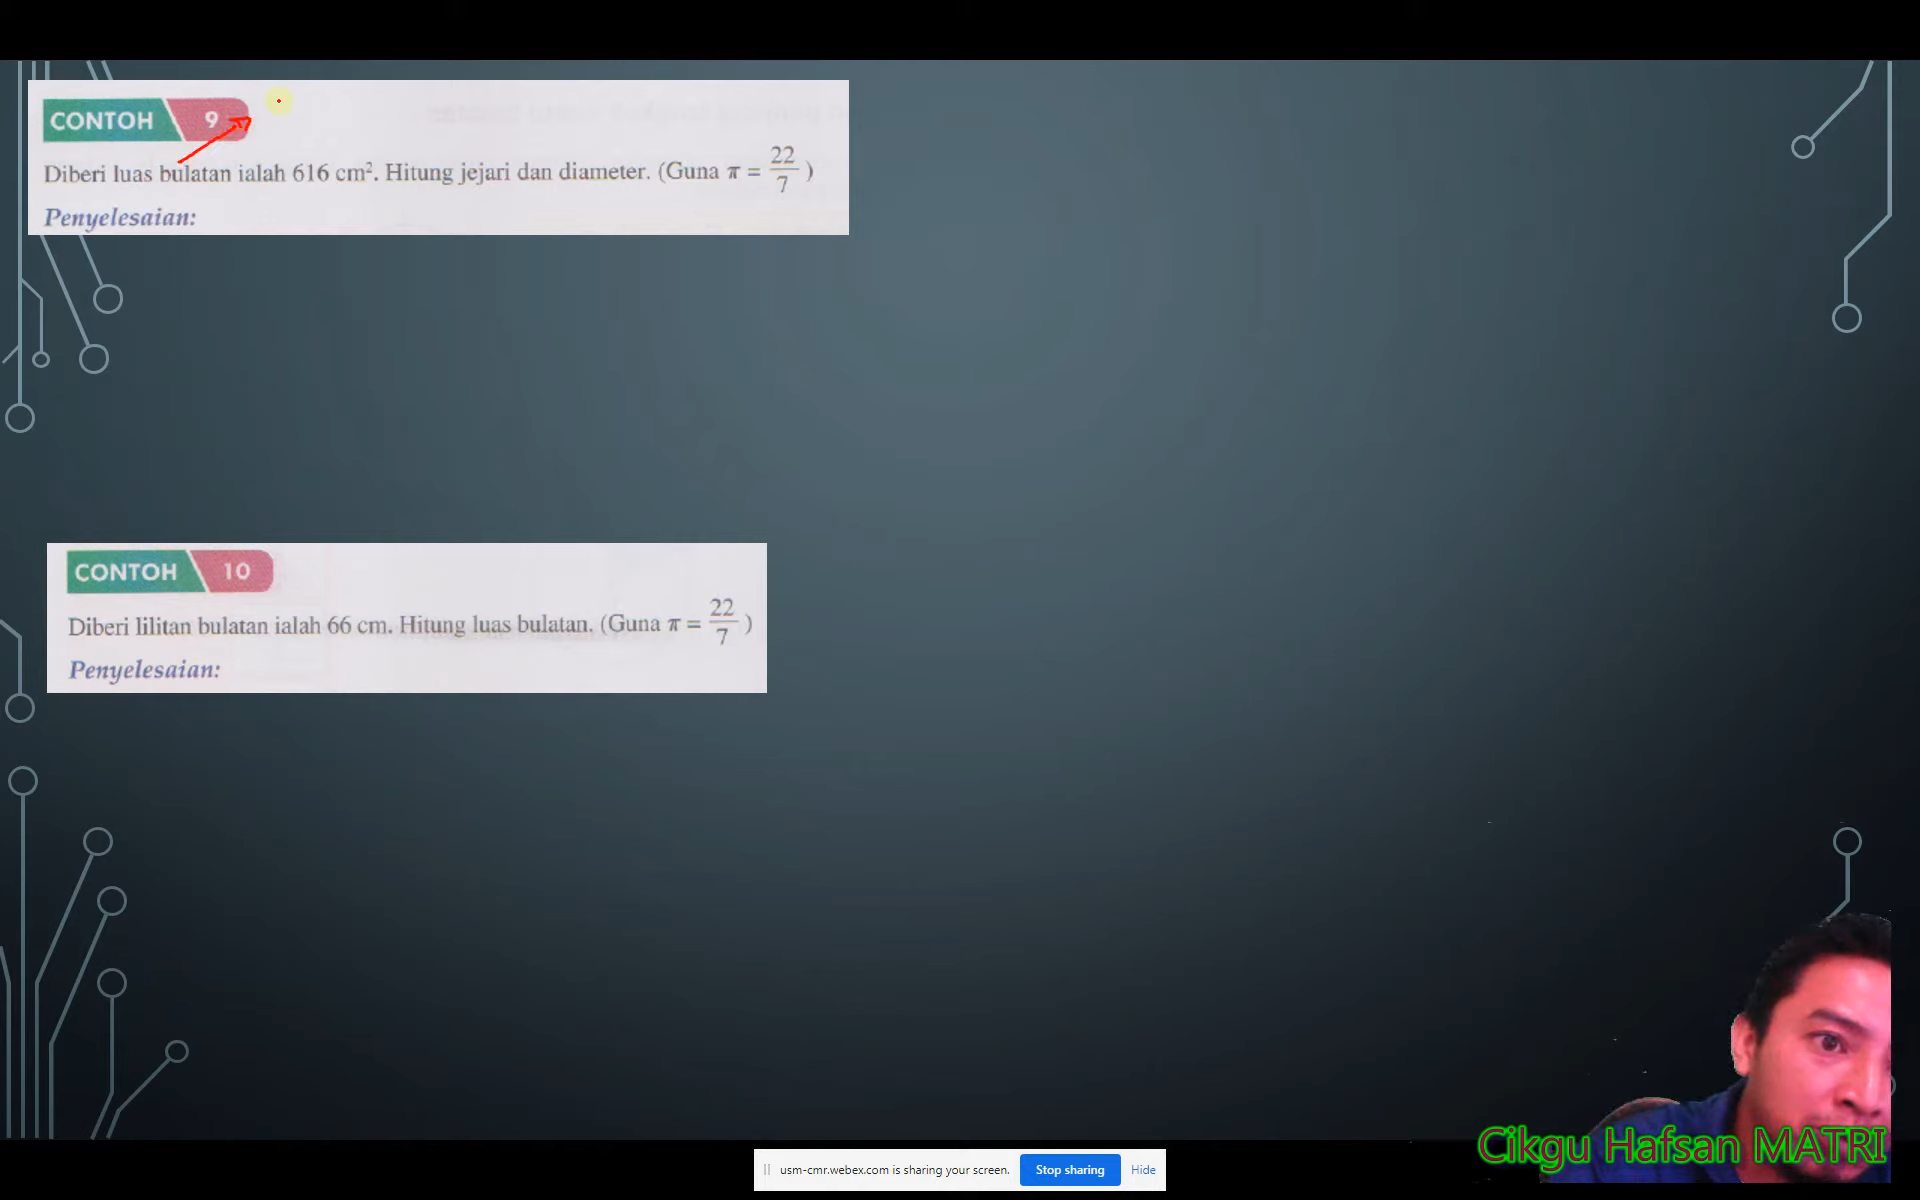 CONTOH 9
Diberi luas bulatan ialah 616 cm². Hitung jejari dan diameter. (Guna π = 22/7 )
Penyelesaian:
CONTOH 10
Diberi lilitan bulatan ialah 66 cm. Hitung luas bulatan. (Guna π = 22/7 )
Penyelesaian:
Cikgu Hafsan MATRI
usm-cmr.webex.com is sharing your screen. Stop sharing Hide